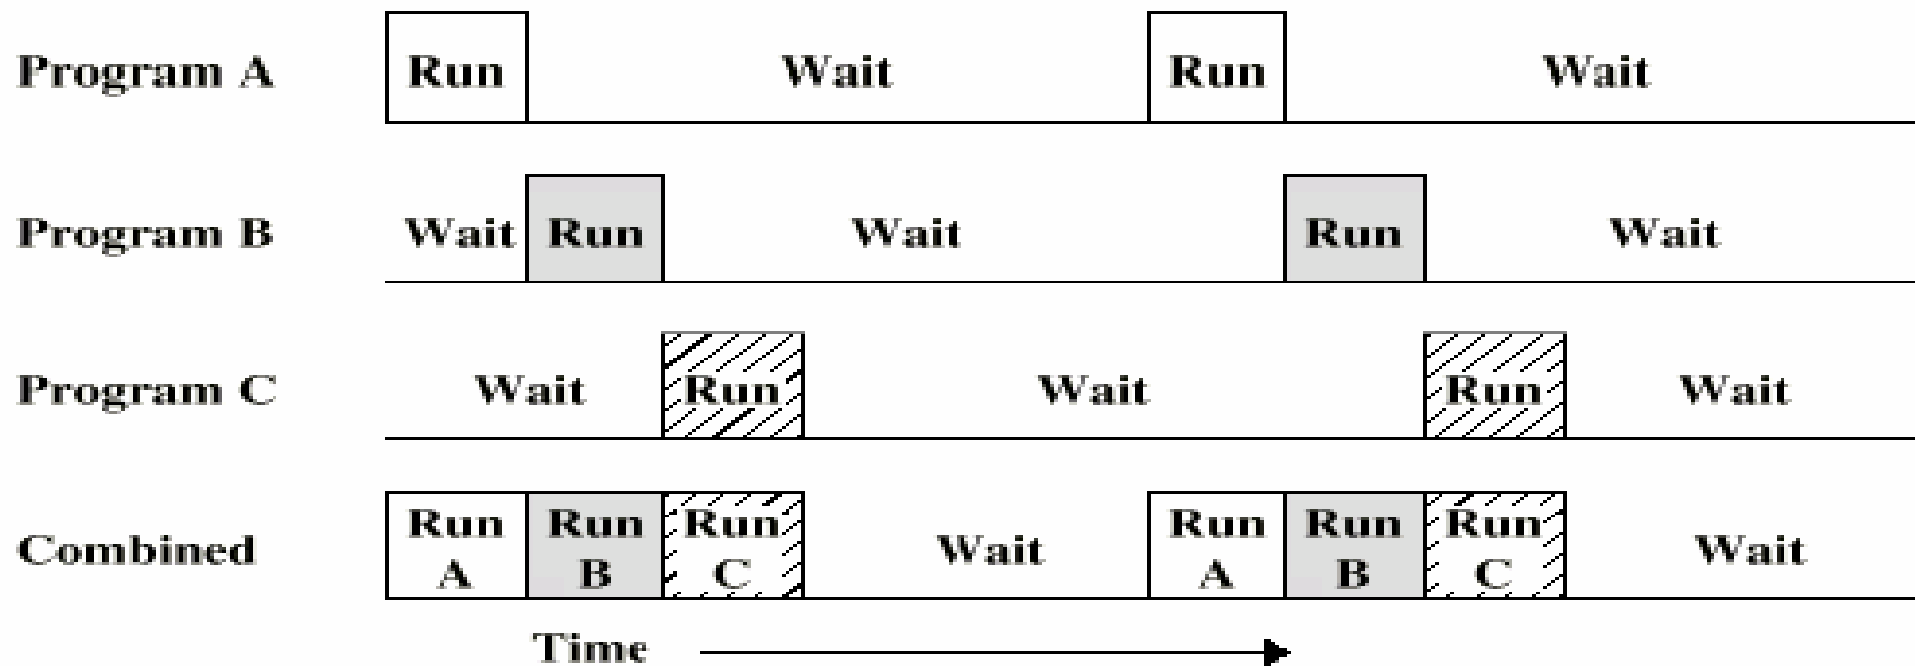 Program A Run Wait Run Wait
Program B Wait Run Wait Run Wait
Program C Wait Run Wait Run Wait
Combined Run A Run B Run C Wait Run A Run B Run C Wait
Time